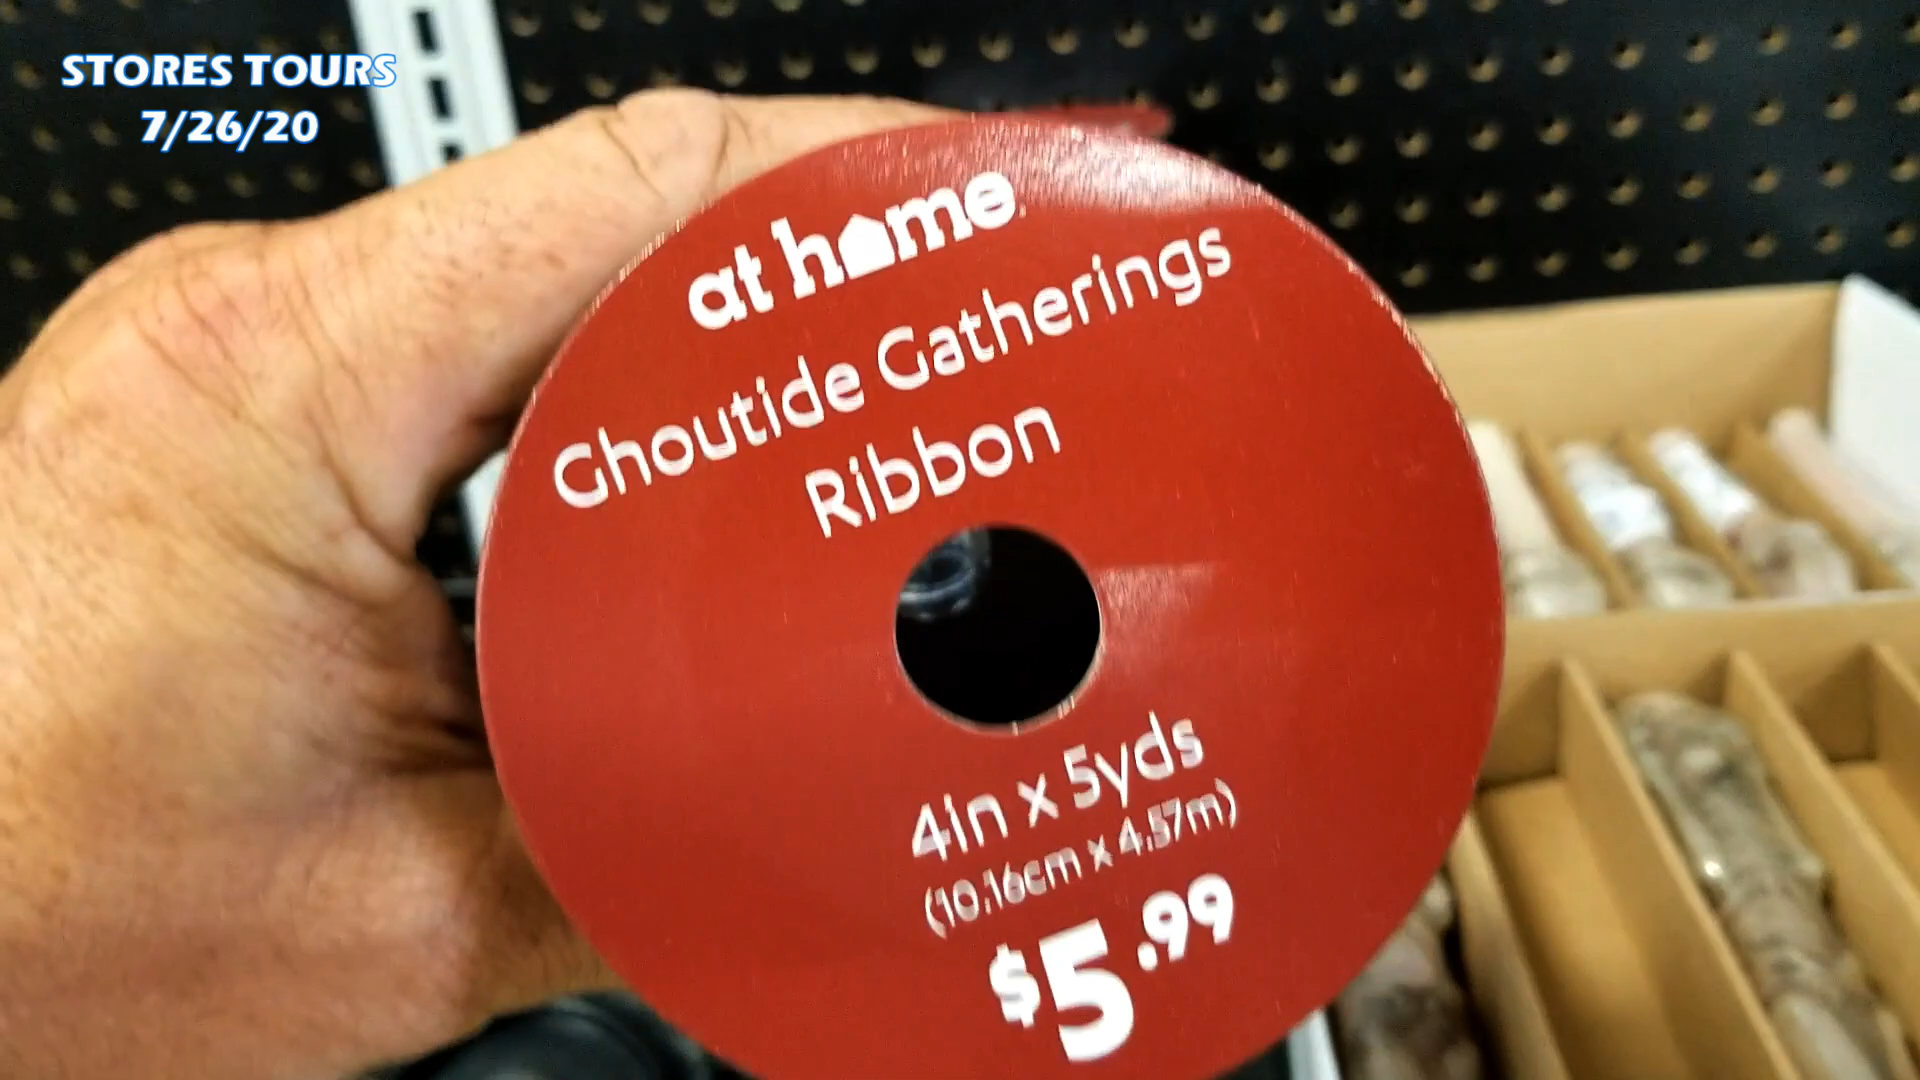 STORES TOURS
7/26/20
at home
Ghoutide Gatherings
Ribbon
4in x 5yds
(10.16cm x 4.57m)
$5.99